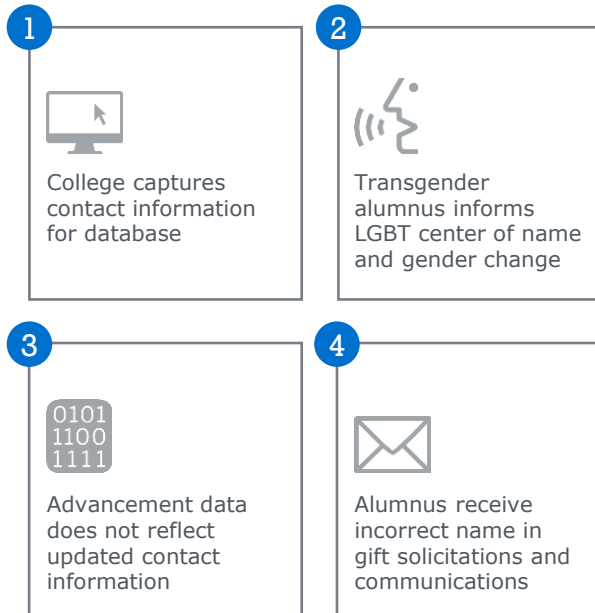 1
College captures
contact information
for database
2
Transgender
alumnus informs
LGBT center of name
and gender change
3
0101
1100
1111
Advancement data
does not reflect
updated contact
information
4
Alumnus receive
incorrect name in
gift solicitations and
communications